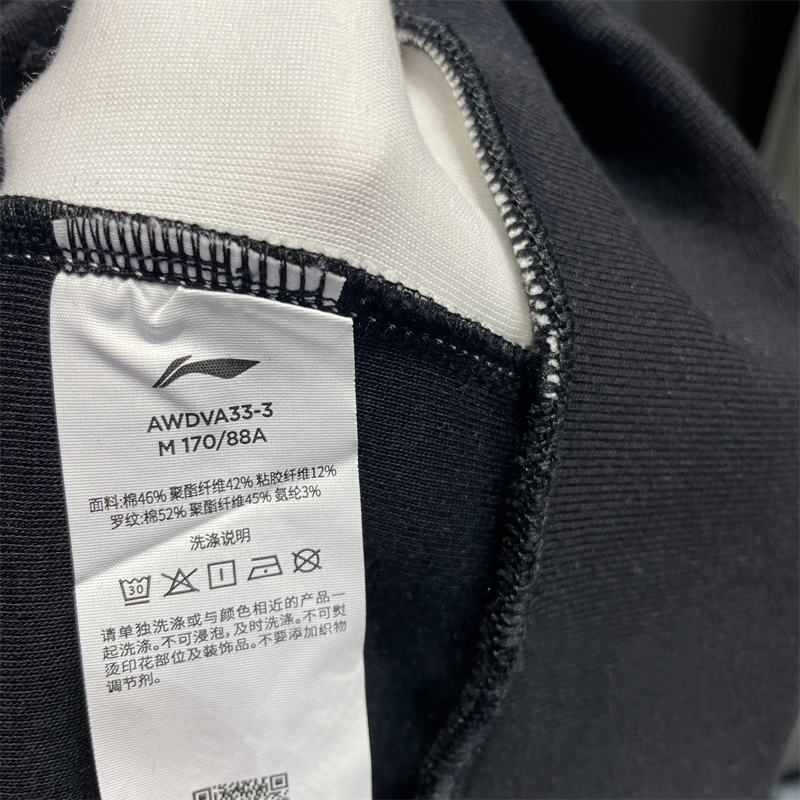 AWDVA33-3
M 170/88A
面料:棉46% 聚酯纤维42% 粘胶纤维12%
罗纹:棉52% 聚酯纤维45% 氨纶3%
洗涤说明
30
请单独洗涤或与颜色相近的产品一
起洗涤。不可浸泡,及时洗涤。不可熨
烫印花部位及装饰品。不要添加织物
调节剂。